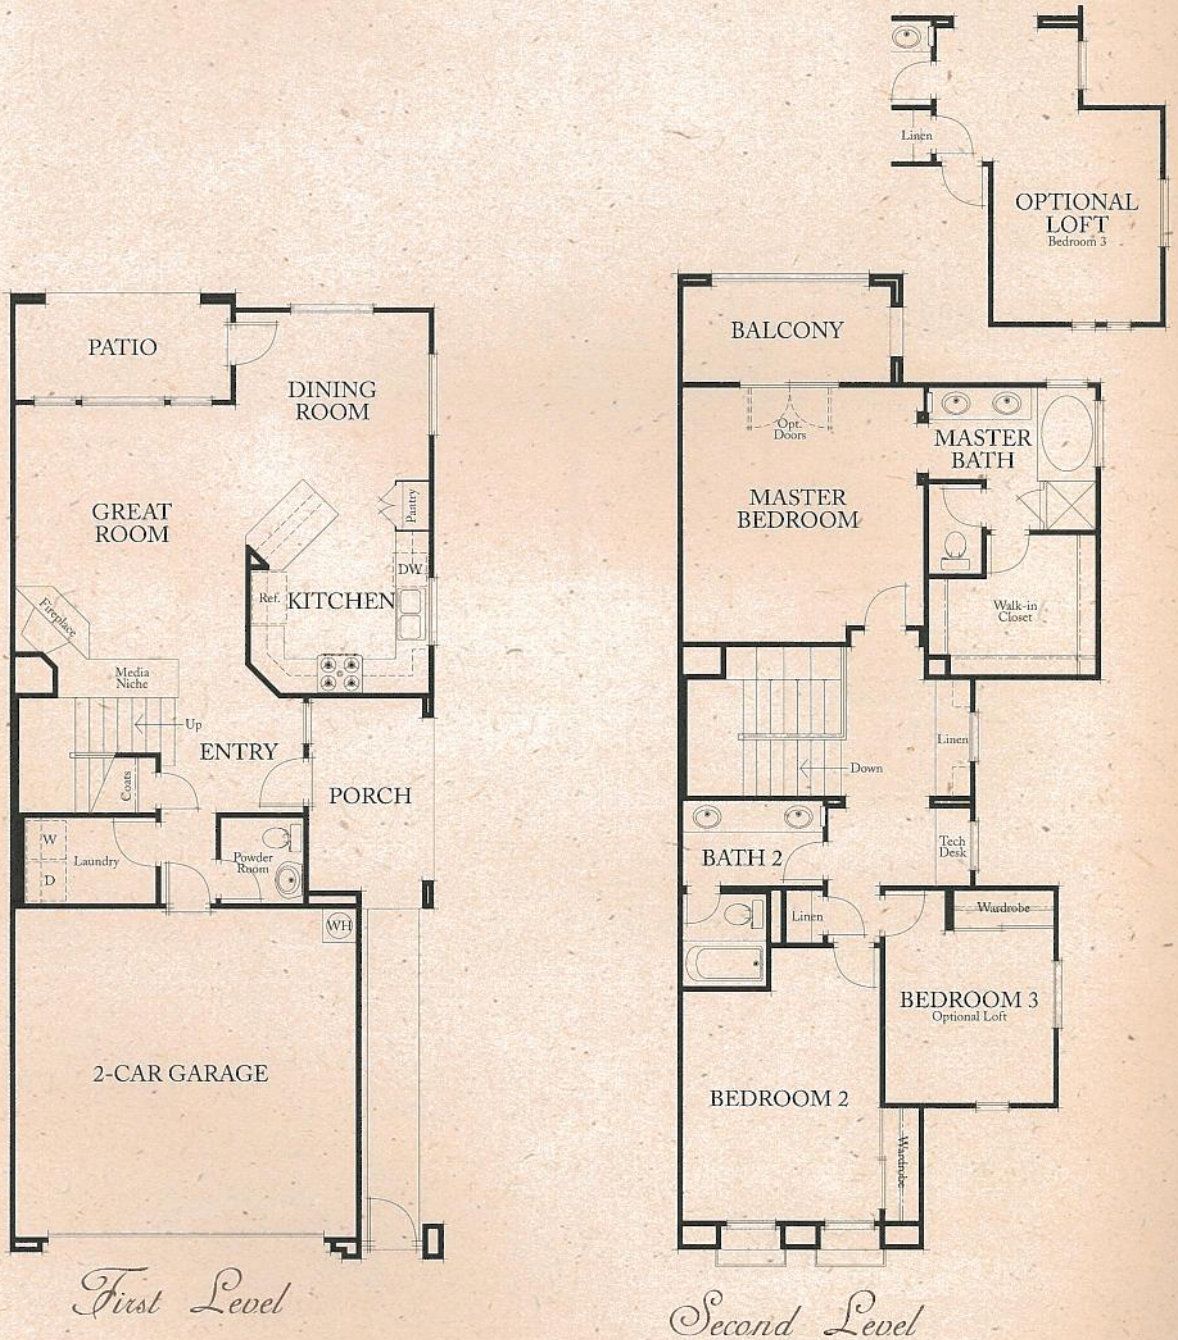 Linen
OPTIONAL
LOFT
Bedroom 3
PATIO
DINING
ROOM
GREAT
ROOM
Pantry
DW
Ref.
KITCHEN
Fireplace
Media
Niche
Up
ENTRY
Coats
PORCH
W
D
Laundry
Powder
Room
WH
2-CAR GARAGE
First Level
BALCONY
Opt.
Doors
MASTER
BATH
MASTER
BEDROOM
Walk-in
Closet
Linen
Down
Tech
Desk
BATH 2
Linen
Wardrobe
BEDROOM 3
Optional Loft
BEDROOM 2
Wardrobe
Second Level